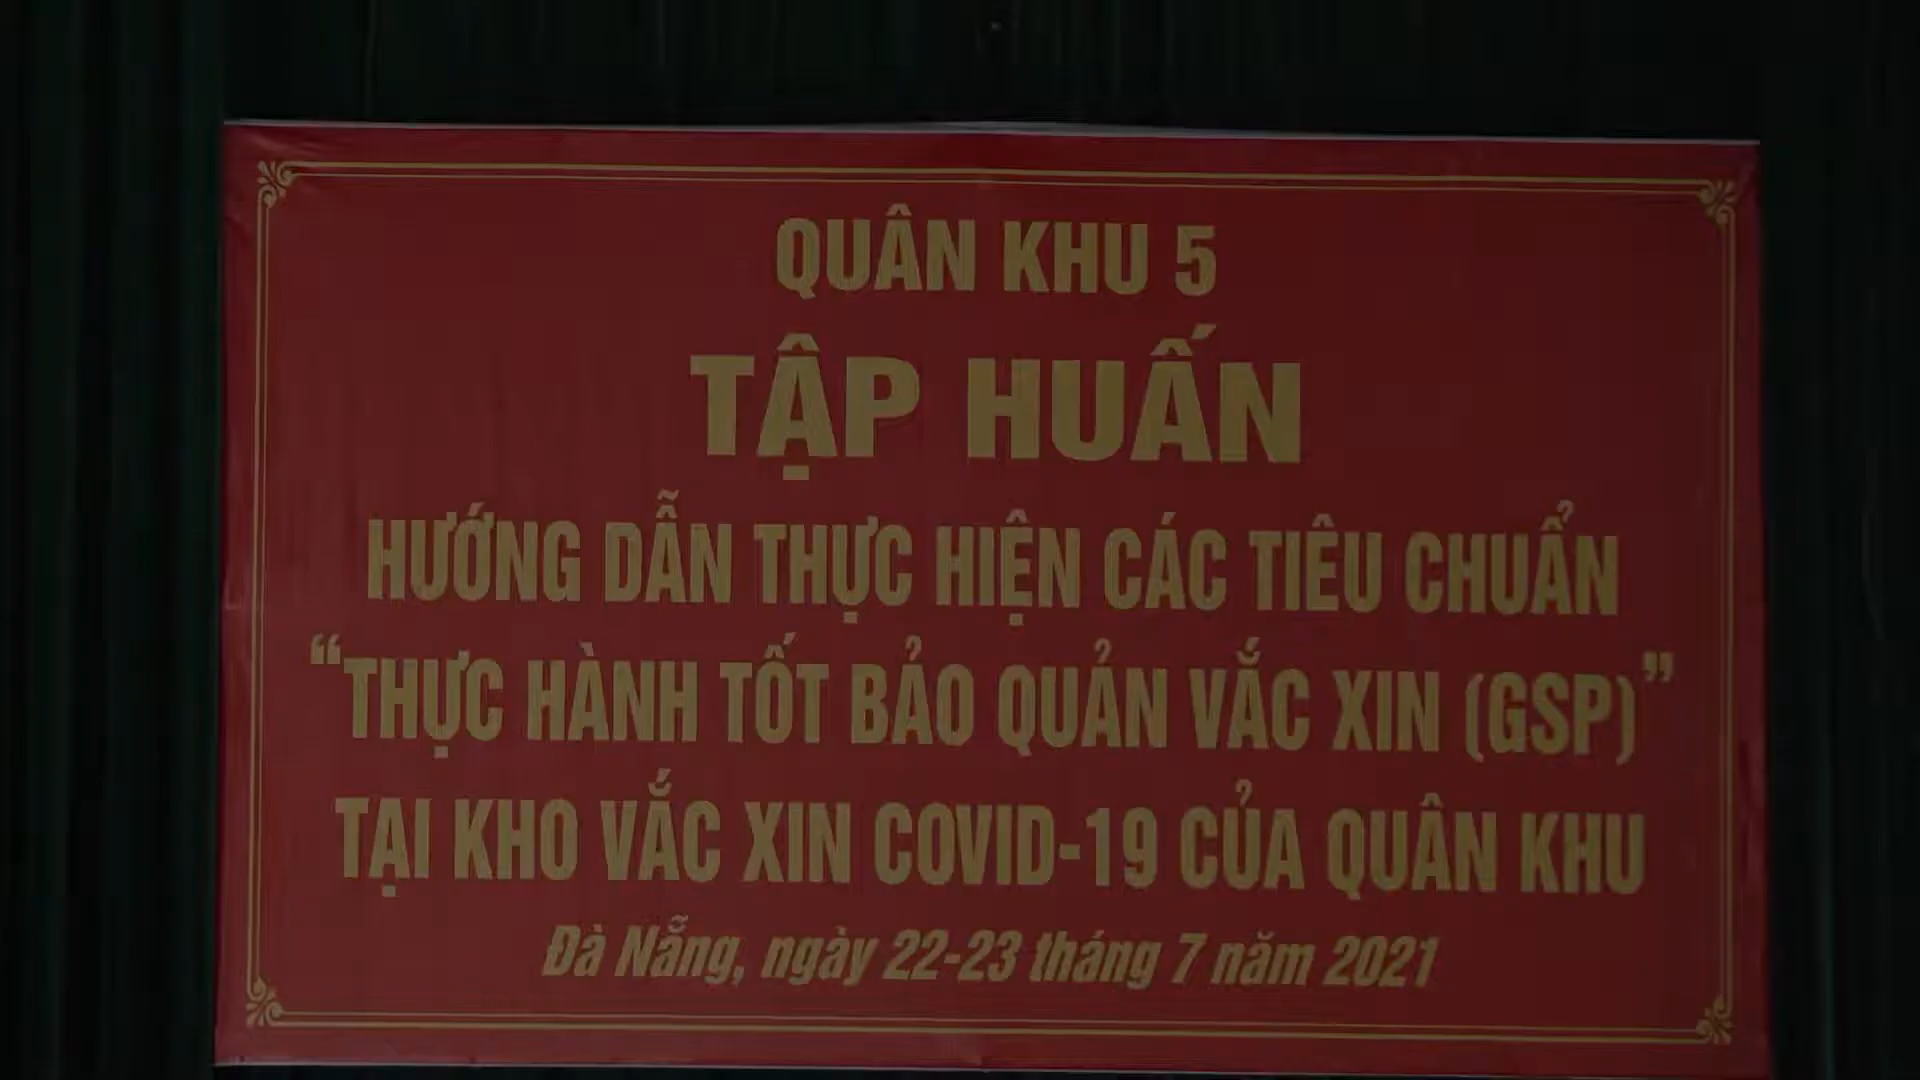 QUÂN KHU 5
TẬP HUẤN
HƯỚNG DẪN THỰC HIỆN CÁC TIÊU CHUẨN
“THỰC HÀNH TỐT BẢO QUẢN VẮC XIN (GSP)”
TẠI KHO VẮC XIN COVID-19 CỦA QUÂN KHU
Đà Nẵng, ngày 22-23 tháng 7 năm 2021